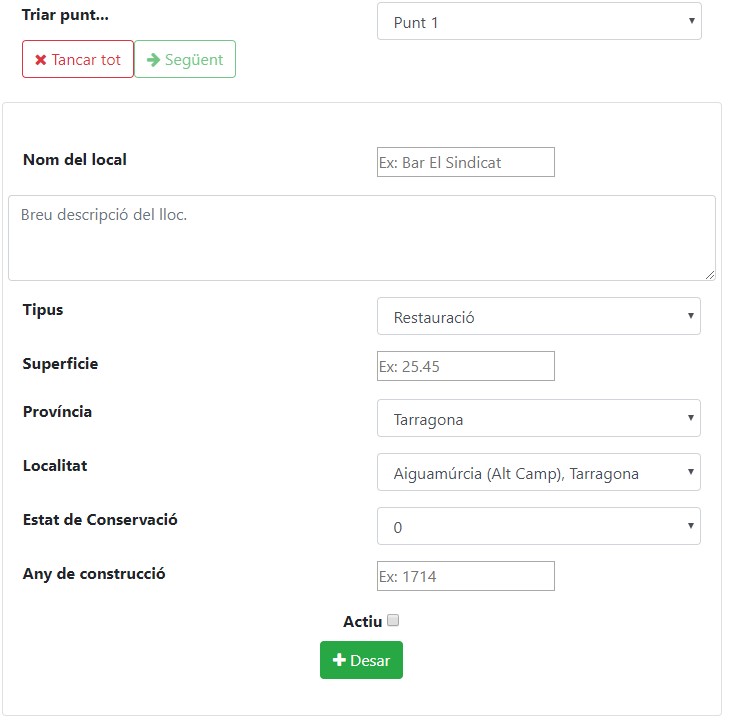 Triar punt...
Punt 1
Tancar tot
Següent
Nom del local
Ex: Bar El Sindicat
Breu descripció del lloc.
Tipus
Restauració
Superficie
Ex: 25.45
Província
Tarragona
Localitat
Aiguamúrcia (Alt Camp), Tarragona
Estat de Conservació
0
Any de construcció
Ex: 1714
Actiu
Desar